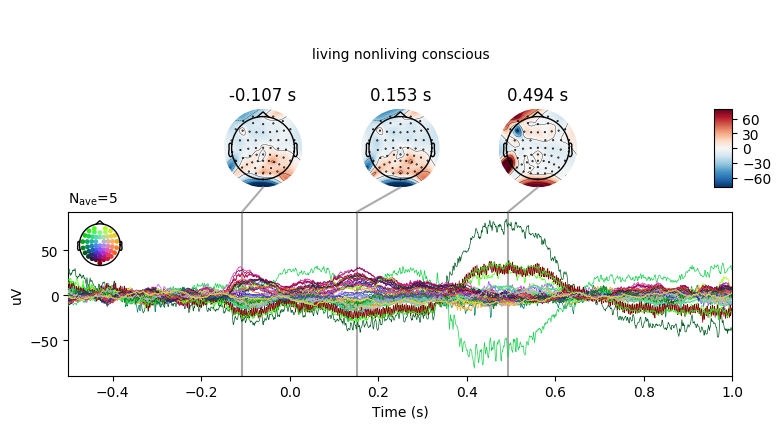 living nonliving conscious
-0.107 s 0.153 s 0.494 s
60
30
0
−30
−60
Nave=5
50
0
−50
uV
−0.4 −0.2 0.0 0.2 0.4 0.6 0.8 1.0
Time (s)